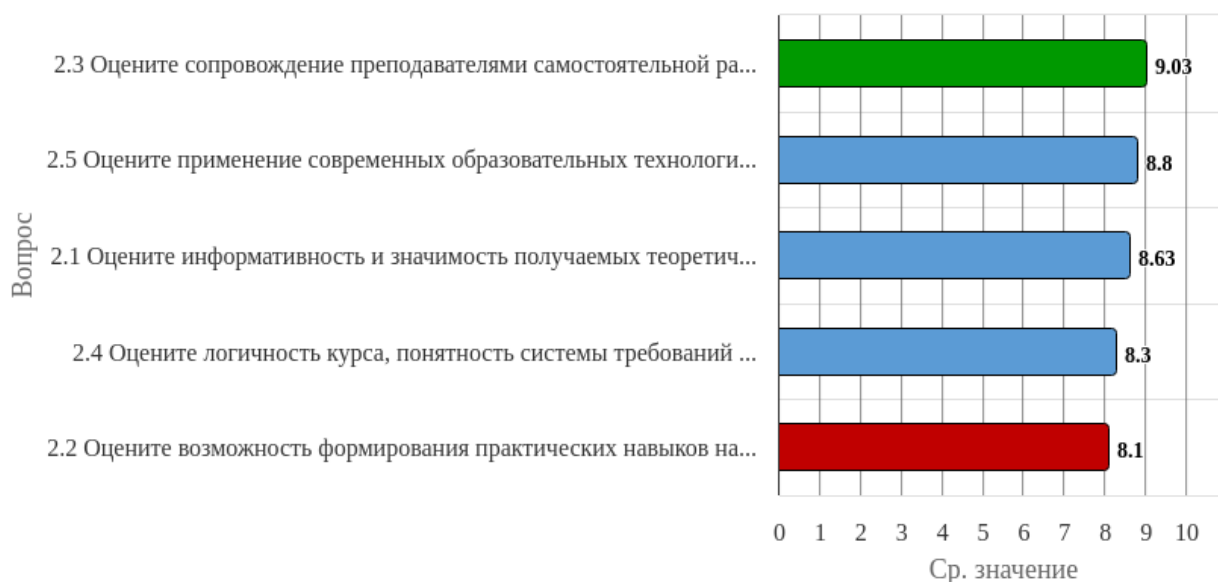 2.3 Оцените сопровождение преподавателями самостоятельной ра...
9.03
2.5 Оцените применение современных образовательных технологи...
8.8
Вопрос
2.1 Оцените информативность и значимость получаемых теоретич...
8.63
2.4 Оцените логичность курса, понятность системы требований ...
8.3
2.2 Оцените возможность формирования практических навыков на...
8.1
0 1 2 3 4 5 6 7 8 9 10
Ср. значение